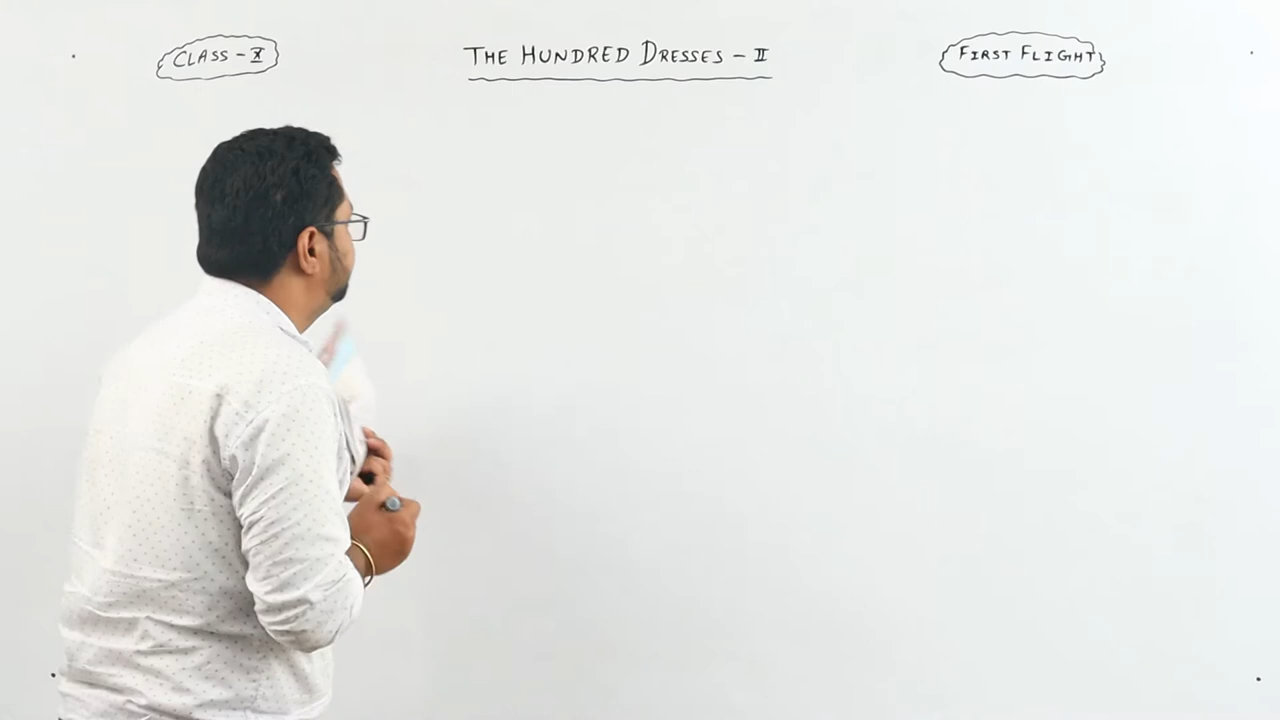 CLASS - X
THE HUNDRED DRESSES - II
FIRST FLIGHT